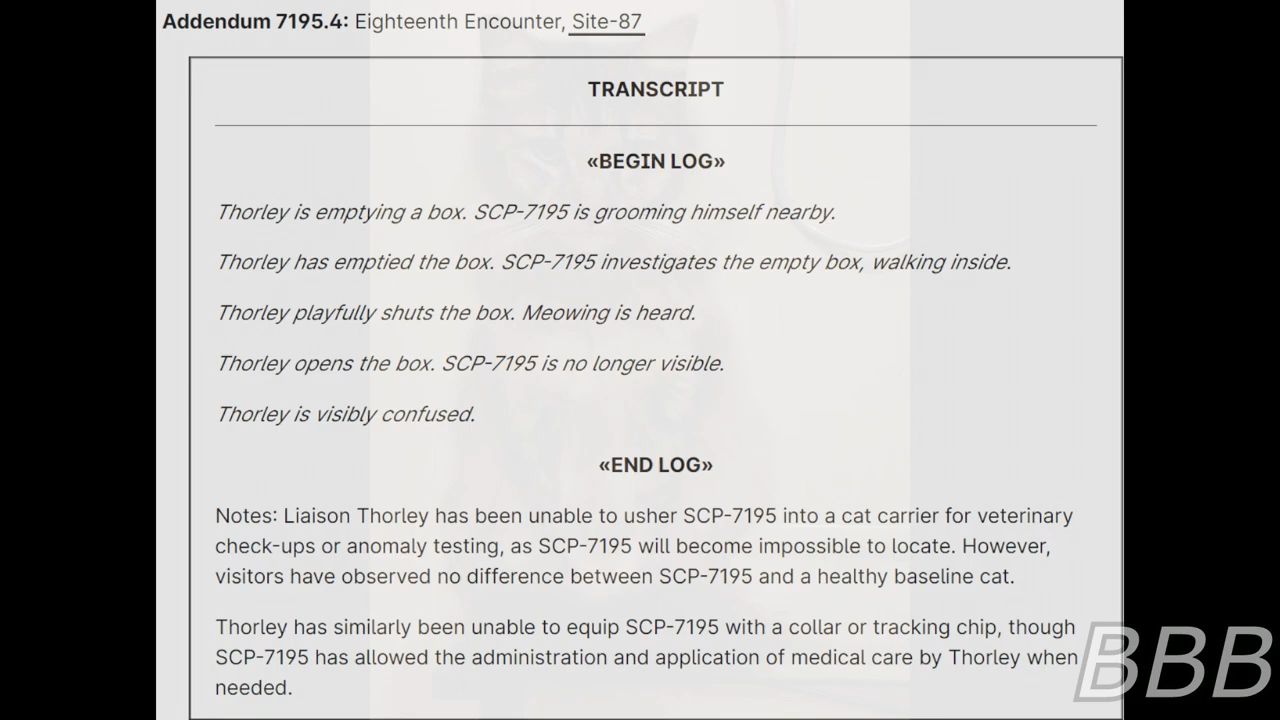 Addendum 7195.4: Eighteenth Encounter, Site-87
TRANSCRIPT
«BEGIN LOG»
Thorley is emptying a box. SCP-7195 is grooming himself nearby.
Thorley has emptied the box. SCP-7195 investigates the empty box, walking inside.
Thorley playfully shuts the box. Meowing is heard.
Thorley opens the box. SCP-7195 is no longer visible.
Thorley is visibly confused.
«END LOG»
Notes: Liaison Thorley has been unable to usher SCP-7195 into a cat carrier for veterinary
check-ups or anomaly testing, as SCP-7195 will become impossible to locate. However,
visitors have observed no difference between SCP-7195 and a healthy baseline cat.
Thorley has similarly been unable to equip SCP-7195 with a collar or tracking chip, though
SCP-7195 has allowed the administration and application of medical care by Thorley when
needed.
BBB